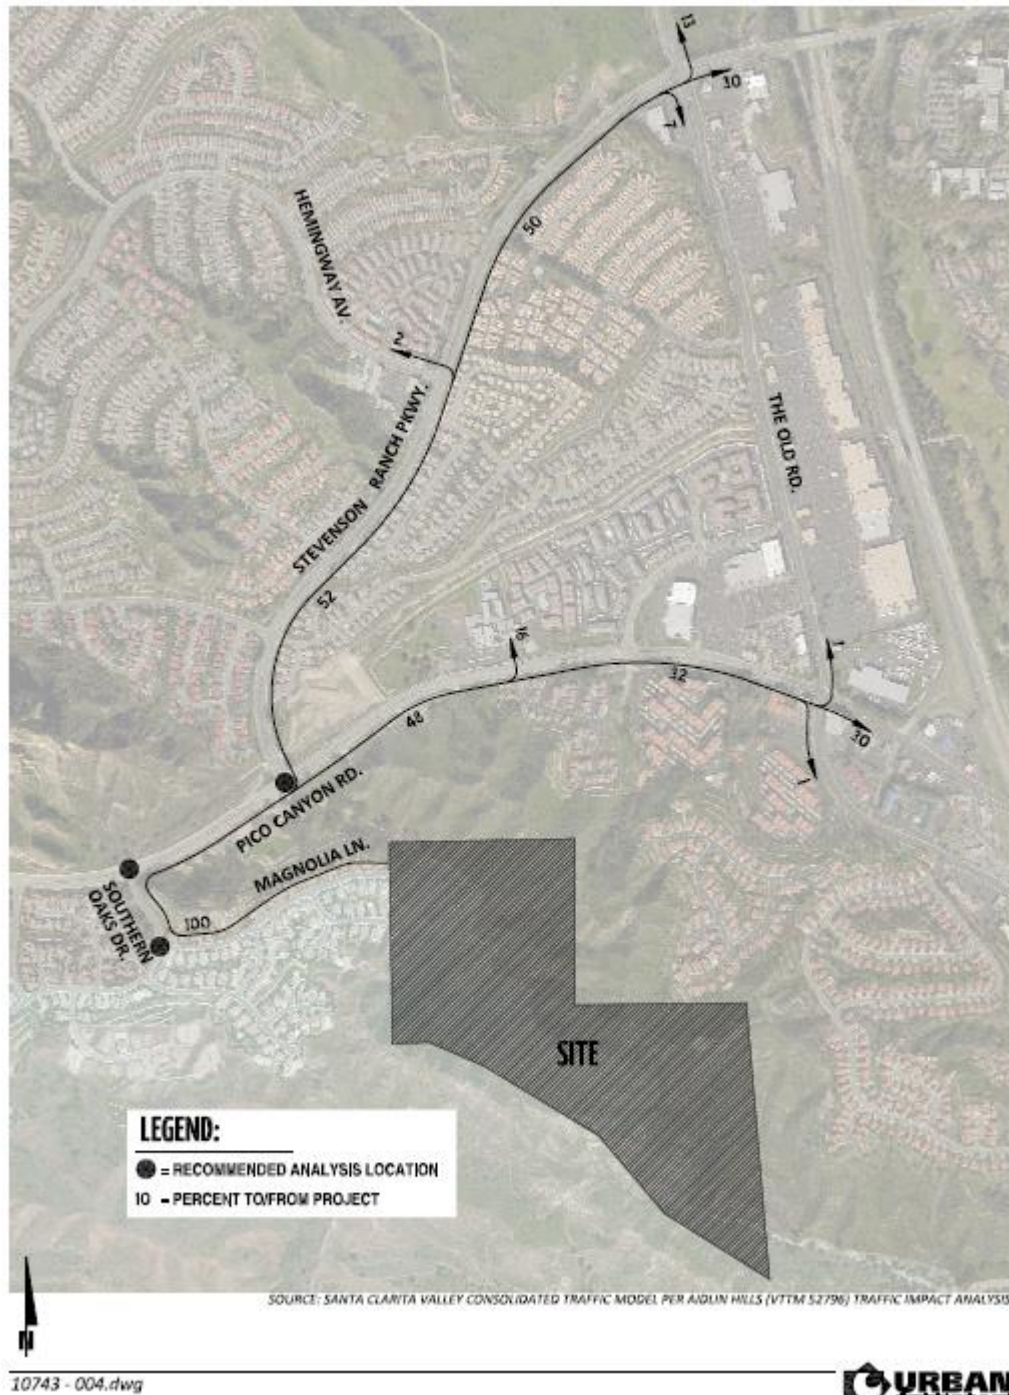 13
30
7
50
HEMINGWAY AV.
2
STEVENSON RANCH PKWY.
THE OLD RD.
52
16
1
32
48
30
1
PICO CANYON RD.
MAGNOLIA LN.
100
SOUTHERN
OAKS DR.
SITE
LEGEND:
= RECOMMENDED ANALYSIS LOCATION
10 = PERCENT TO/FROM PROJECT
SOURCE: SANTA CLARITA VALLEY CONSOLIDATED TRAFFIC MODEL PER AIDLIN HILLS (VTTM 52796) TRAFFIC IMPACT ANALYSIS
N
10743 - 004.dwg
URBAN